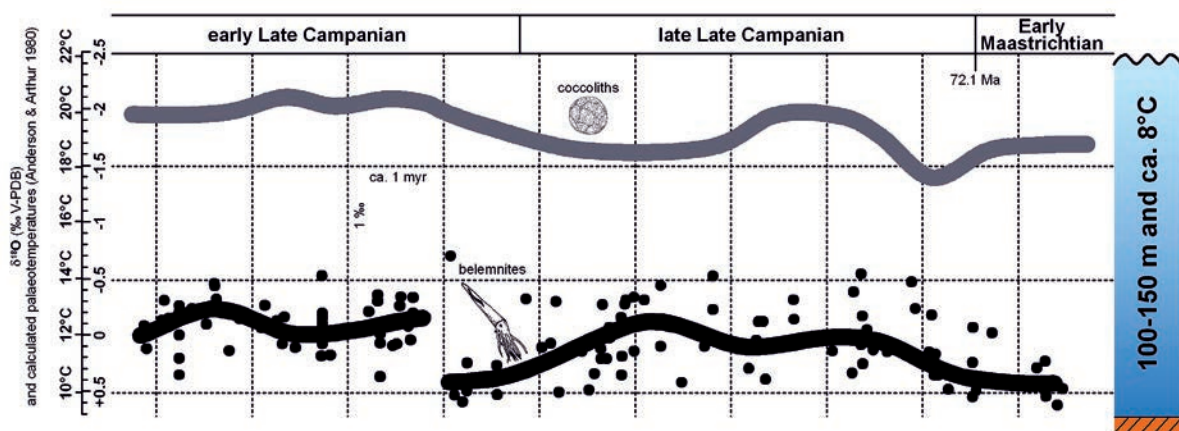 early Late Campanian
late Late Campanian
Early
Maastrichtian
72.1 Ma
coccoliths
ca. 1 myr
1 ‰
belemnites
δ¹⁸O (‰ V-PDB)
and calculated palaeotemperatures (Anderson & Arthur 1980)
22°C
20°C
18°C
16°C
14°C
12°C
10°C
-2.5
-2
-1.5
-1
-0.5
0
+0.5
100-150 m and ca. 8°C